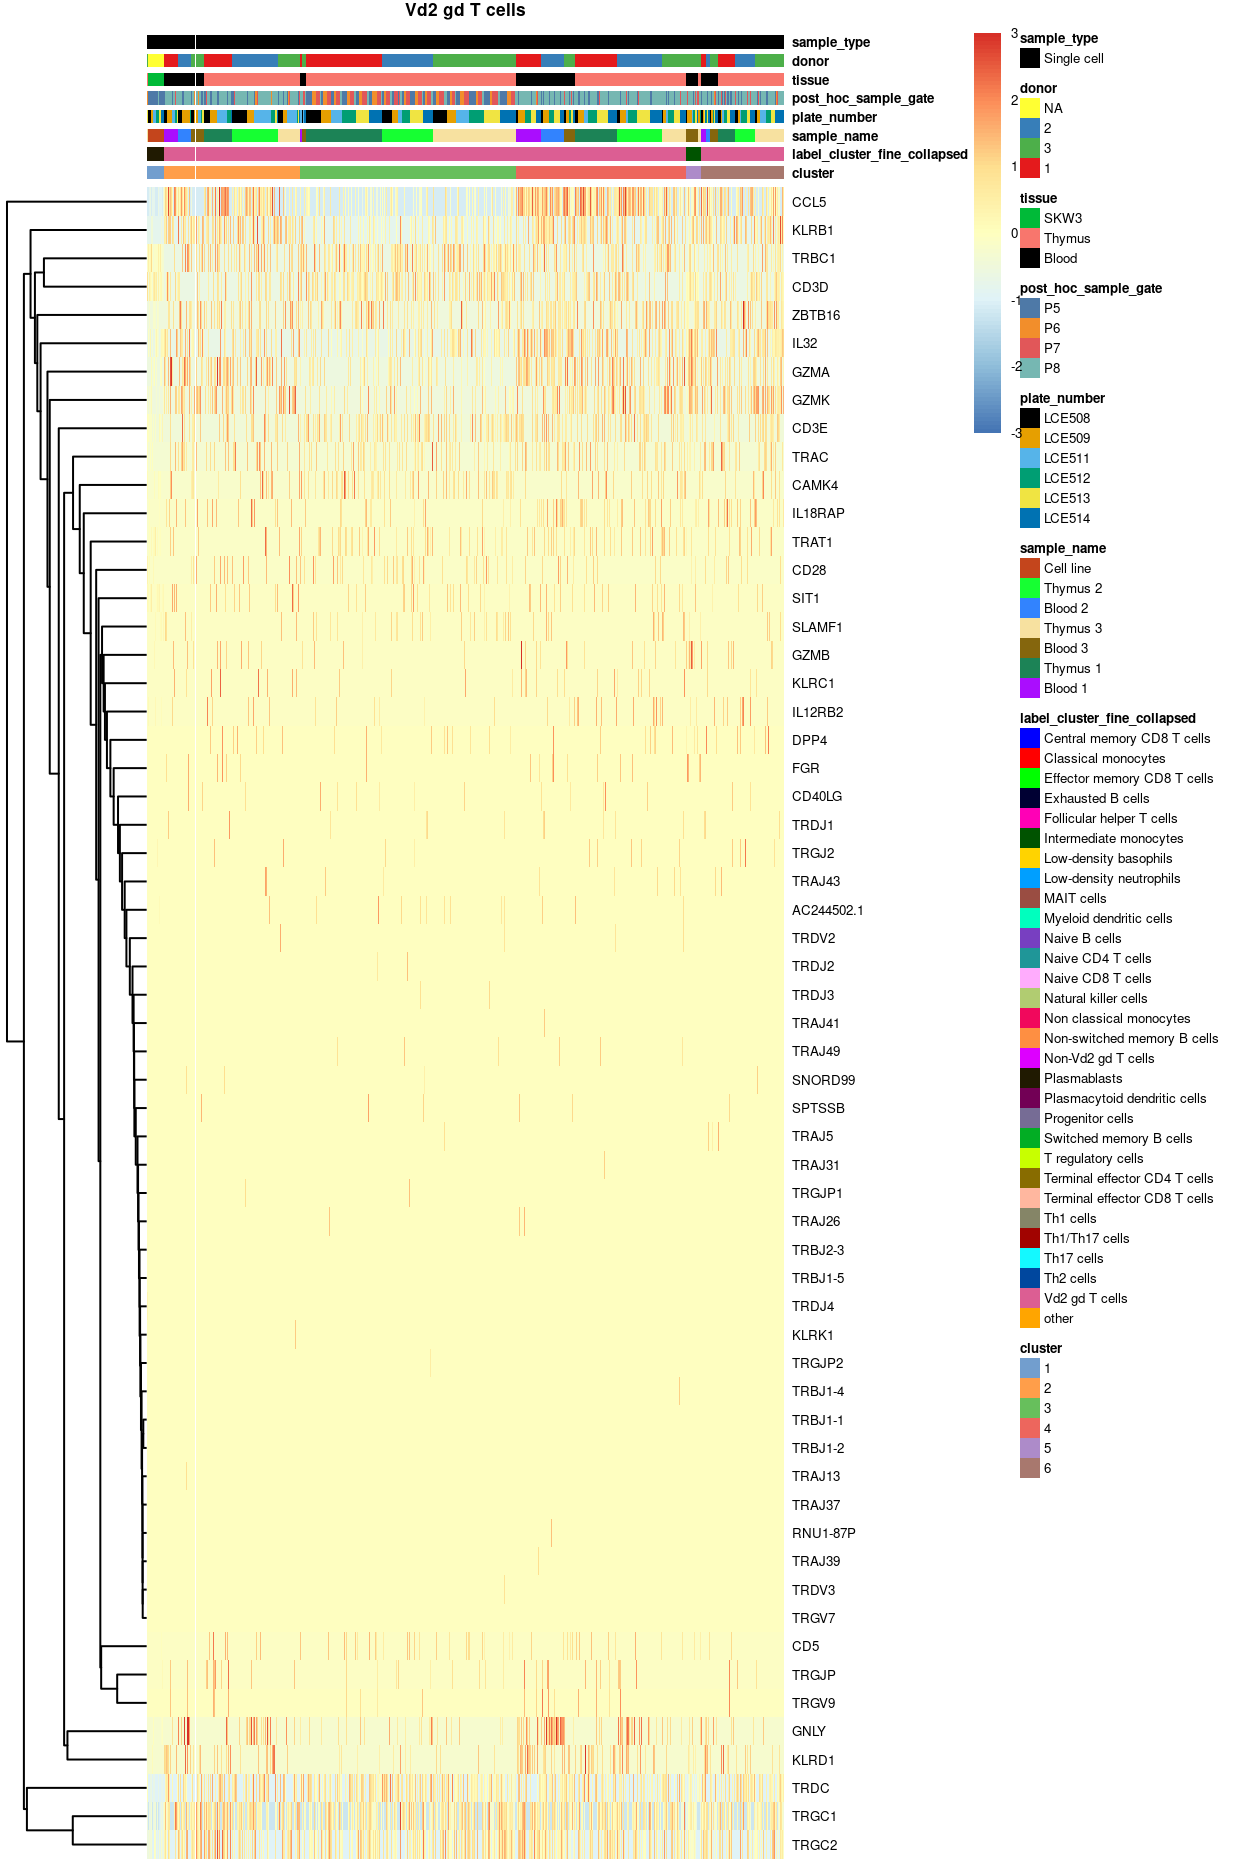 Vd2 gd T cells
sample_type
donor
tissue
post_hoc_sample_gate
plate_number
sample_name
label_cluster_fine_collapsed
cluster
CCL5
KLRB1
TRBC1
CD3D
ZBTB16
IL32
GZMA
GZMK
CD3E
TRAC
CAMK4
IL18RAP
TRAT1
CD28
SIT1
SLAMF1
GZMB
KLRC1
IL12RB2
DPP4
FGR
CD40LG
TRDJ1
TRGJ2
TRAJ43
AC244502.1
TRDV2
TRDJ2
TRDJ3
TRAJ41
TRAJ49
SNORD99
SPTSSB
TRAJ5
TRAJ31
TRGJP1
TRAJ26
TRBJ2-3
TRBJ1-5
TRDJ4
KLRK1
TRGJP2
TRBJ1-4
TRBJ1-1
TRBJ1-2
TRAJ13
TRAJ37
RNU1-87P
TRAJ39
TRDV3
TRGV7
CD5
TRGJP
TRGV9
GNLY
KLRD1
TRDC
TRGC1
TRGC2
3
2
1
0
-1
-2
-3
sample_type
Single cell
donor
NA
2
3
1
tissue
SKW3
Thymus
Blood
post_hoc_sample_gate
P5
P6
P7
P8
plate_number
LCE508
LCE509
LCE511
LCE512
LCE513
LCE514
sample_name
Cell line
Thymus 2
Blood 2
Thymus 3
Blood 3
Thymus 1
Blood 1
label_cluster_fine_collapsed
Central memory CD8 T cells
Classical monocytes
Effector memory CD8 T cells
Exhausted B cells
Follicular helper T cells
Intermediate monocytes
Low-density basophils
Low-density neutrophils
MAIT cells
Myeloid dendritic cells
Naive B cells
Naive CD4 T cells
Naive CD8 T cells
Natural killer cells
Non classical monocytes
Non-switched memory B cells
Non-Vd2 gd T cells
Plasmablasts
Plasmacytoid dendritic cells
Progenitor cells
Switched memory B cells
T regulatory cells
Terminal effector CD4 T cells
Terminal effector CD8 T cells
Th1 cells
Th1/Th17 cells
Th17 cells
Th2 cells
Vd2 gd T cells
other
cluster
1
2
3
4
5
6